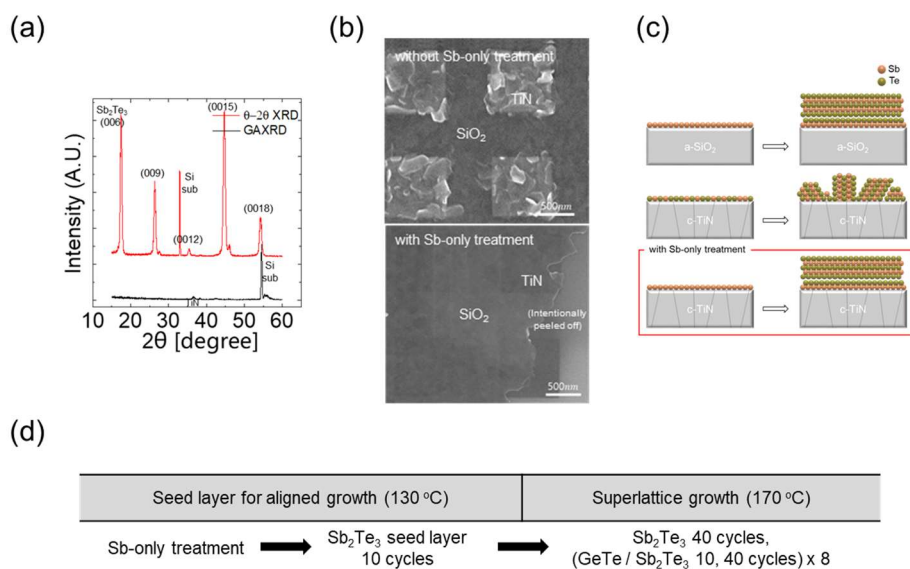 (a)
Sb2Te3
(006)
(009)
Si
sub
(0012)
(0015)
(0018)
Si
sub
TiN
θ-2θ XRD
GAXRD
Intensity (A.U.)
10 20 30 40 50 60
2θ [degree]
(b)
without Sb-only treatment
TiN
SiO2
500nm
with Sb-only treatment
TiN
SiO2
(Intentionally
peeled off)
500nm
(c)
Sb
Te
a-SiO2
a-SiO2
c-TiN
c-TiN
with Sb-only treatment
c-TiN
c-TiN
(d)
Seed layer for aligned growth (130 ºC)
Superlattice growth (170 ºC)
Sb-only treatment
Sb2Te3 seed layer
10 cycles
Sb2Te3 40 cycles,
(GeTe / Sb2Te3 10, 40 cycles) x 8